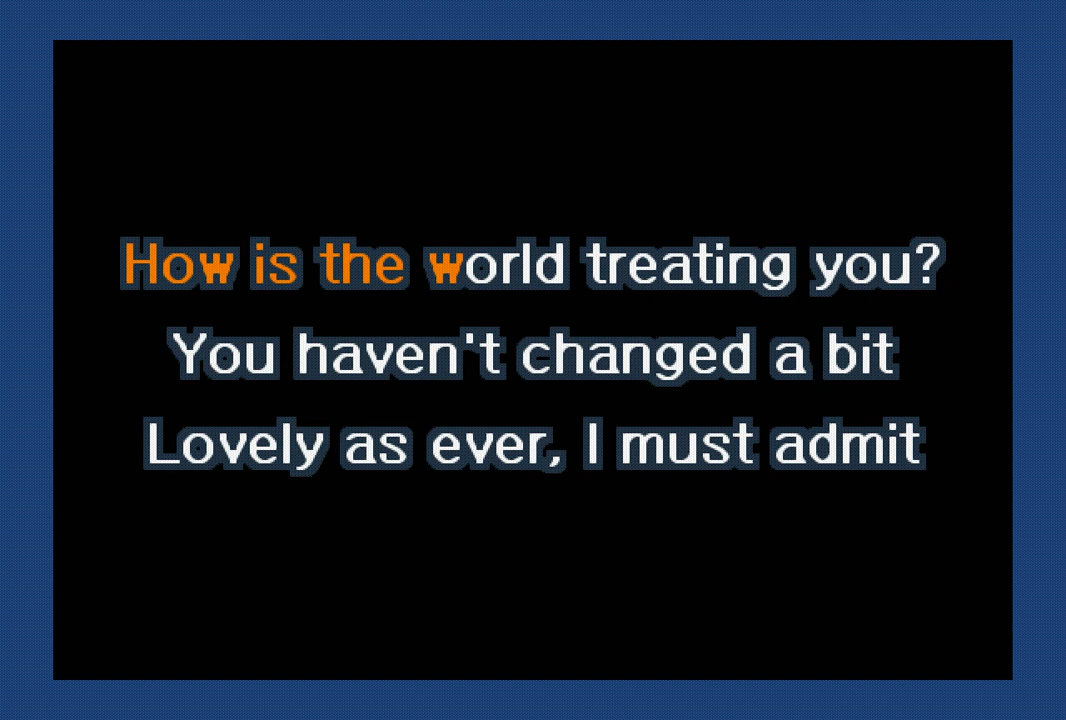 How is the world treating you?
You haven't changed a bit
Lovely as ever, I must admit